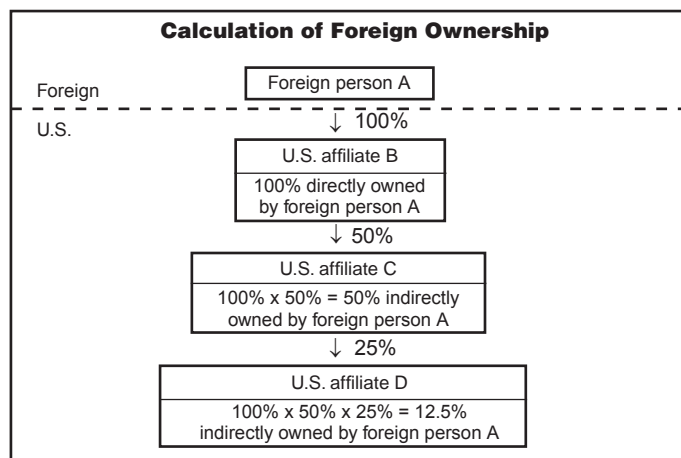 Calculation of Foreign Ownership
Foreign person A
Foreign
U.S.
↓ 100%
U.S. affiliate B
100% directly owned
by foreign person A
↓ 50%
U.S. affiliate C
100% x 50% = 50% indirectly
owned by foreign person A
↓ 25%
U.S. affiliate D
100% x 50% x 25% = 12.5%
indirectly owned by foreign person A